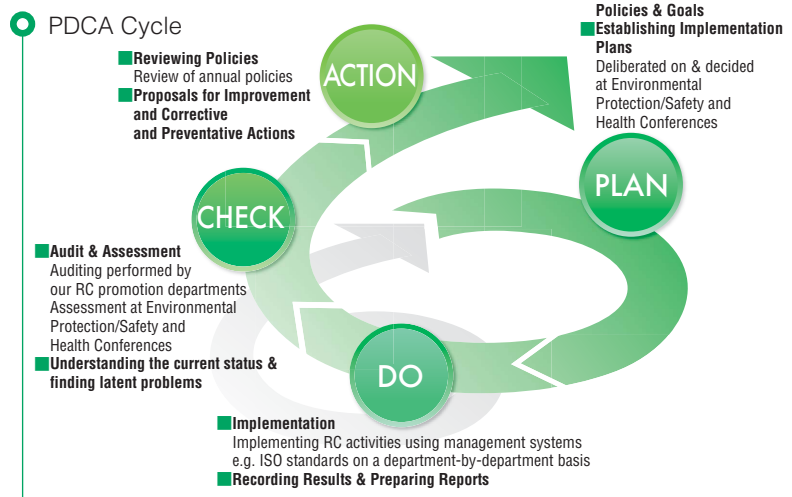 PDCA Cycle
Policies & Goals
Establishing Implementation
Plans
Deliberated on & decided
at Environmental
Protection/Safety and
Health Conferences
Reviewing Policies
Review of annual policies
Proposals for Improvement
and Corrective
and Preventative Actions
ACTION
PLAN
CHECK
Audit & Assessment
Auditing performed by
our RC promotion departments
Assessment at Environmental
Protection/Safety and
Health Conferences
Understanding the current status &
finding latent problems
DO
Implementation
Implementing RC activities using management systems
e.g. ISO standards on a department-by-department basis
Recording Results & Preparing Reports